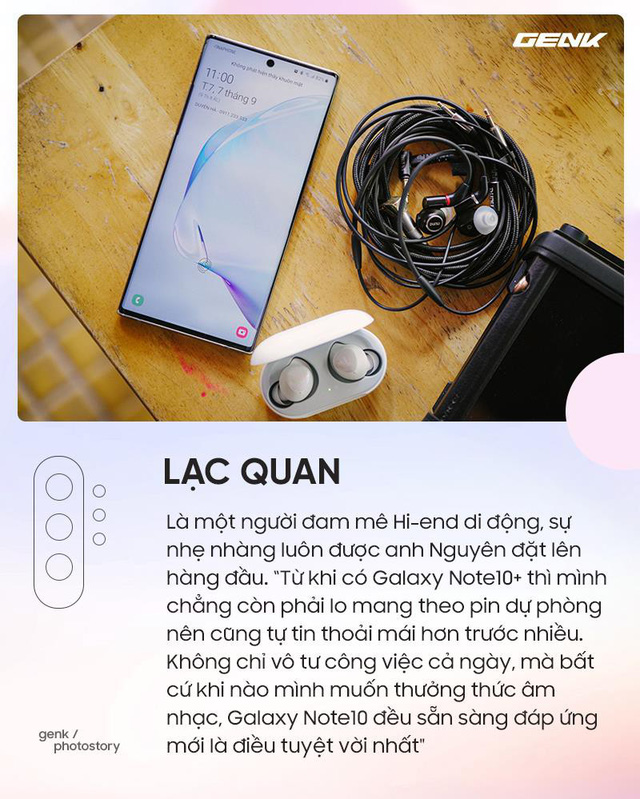 GENK
11:00
T.7, 7 tháng 9
LẠC QUAN
Là một người đam mê Hi-end di động, sự
nhẹ nhàng luôn được anh Nguyên đặt lên
hàng đầu. "Từ khi có Galaxy Note10+ thì mình
chẳng còn phải lo mang theo pin dự phòng
nên cũng tự tin thoải mái hơn trước nhiều.
Không chỉ vô tư công việc cả ngày, mà bất
cứ khi nào mình muốn thưởng thức âm
nhạc, Galaxy Note10 đều sẵn sàng đáp ứng
mới là điều tuyệt vời nhất"
genk /
photostory